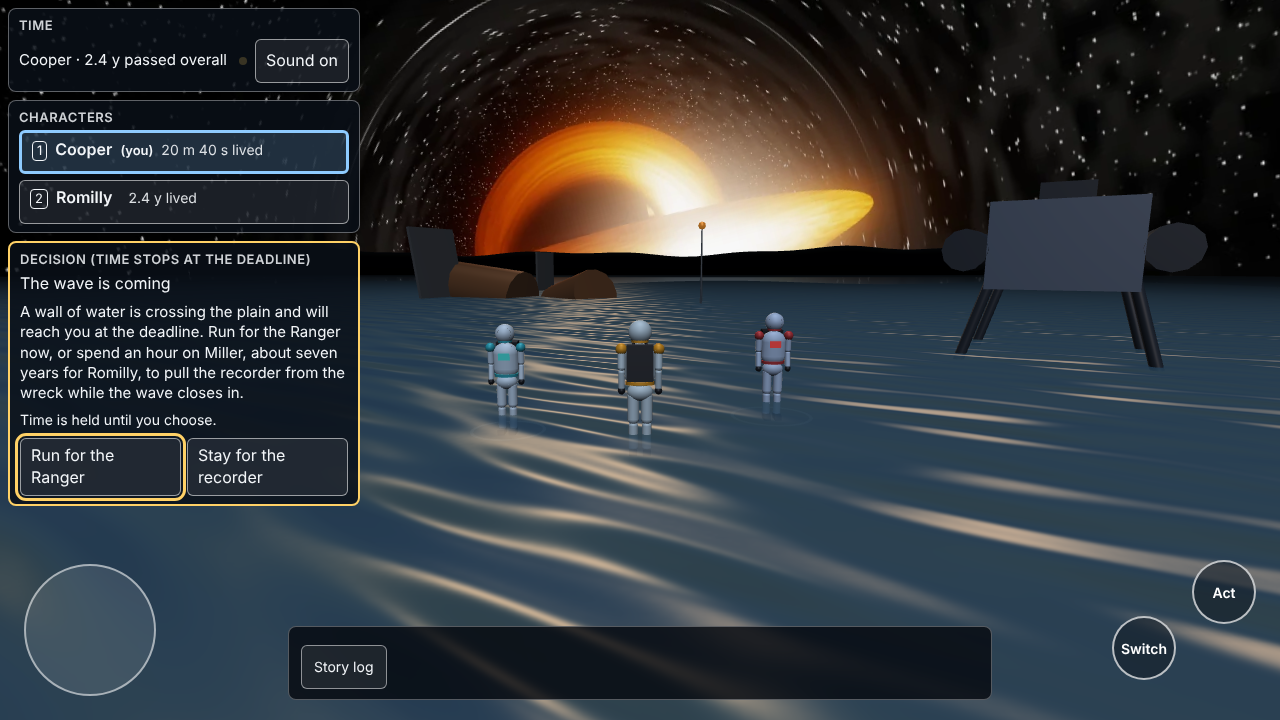 TIME
Cooper · 2.4 y passed overall
Sound on
CHARACTERS
1 Cooper (you) 20 m 40 s lived
2 Romilly 2.4 y lived
DECISION (TIME STOPS AT THE DEADLINE)
The wave is coming
A wall of water is crossing the plain and will
reach you at the deadline. Run for the Ranger
now, or spend an hour on Miller, about seven
years for Romilly, to pull the recorder from the
wreck while the wave closes in.
Time is held until you choose.
Run for the
Ranger
Stay for the
recorder
Act
Switch
Story log